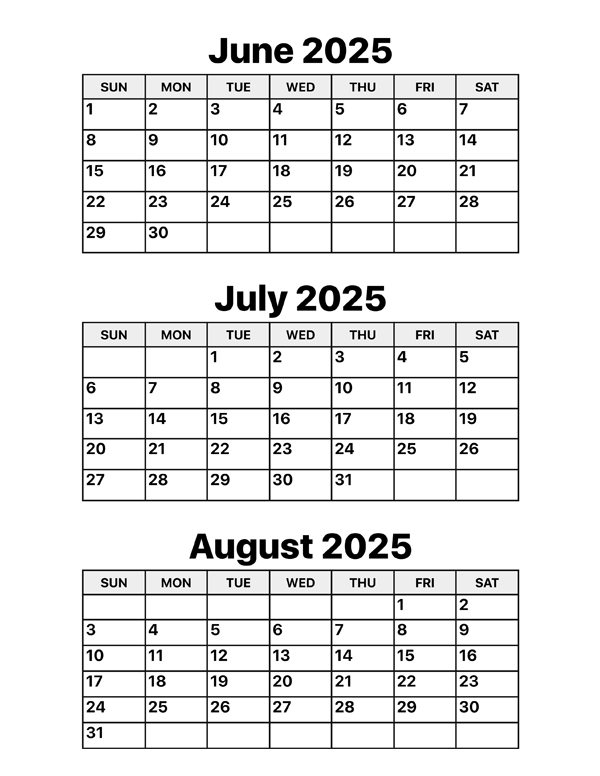 June 2025
SUN MON TUE WED THU FRI SAT
1 2 3 4 5 6 7
8 9 10 11 12 13 14
15 16 17 18 19 20 21
22 23 24 25 26 27 28
29 30
July 2025
SUN MON TUE WED THU FRI SAT
1 2 3 4 5
6 7 8 9 10 11 12
13 14 15 16 17 18 19
20 21 22 23 24 25 26
27 28 29 30 31
August 2025
SUN MON TUE WED THU FRI SAT
1 2
3 4 5 6 7 8 9
10 11 12 13 14 15 16
17 18 19 20 21 22 23
24 25 26 27 28 29 30
31